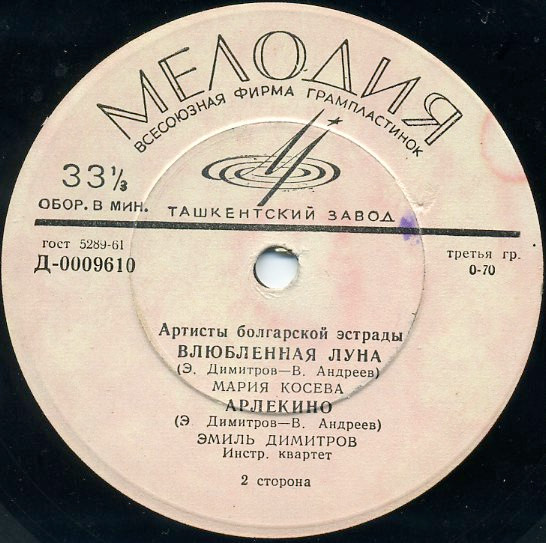 МЕЛОДИЯ
ВСЕСОЮЗНАЯ ФИРМА ГРАМПЛАСТИНОК
33⅓
ОБОР. В МИН.
ТАШКЕНТСКИЙ ЗАВОД
гост 5289-61
Д-0009610
третья гр.
0-70
Артисты болгарской эстрады
ВЛЮБЛЕННАЯ ЛУНА
(Э. Димитров—В. Андреев)
МАРИЯ КОСЕВА
АРЛЕКИНО
(Э. Димитров—В. Андреев)
ЭМИЛЬ ДИМИТРОВ
Инстр. квартет
2 сторона